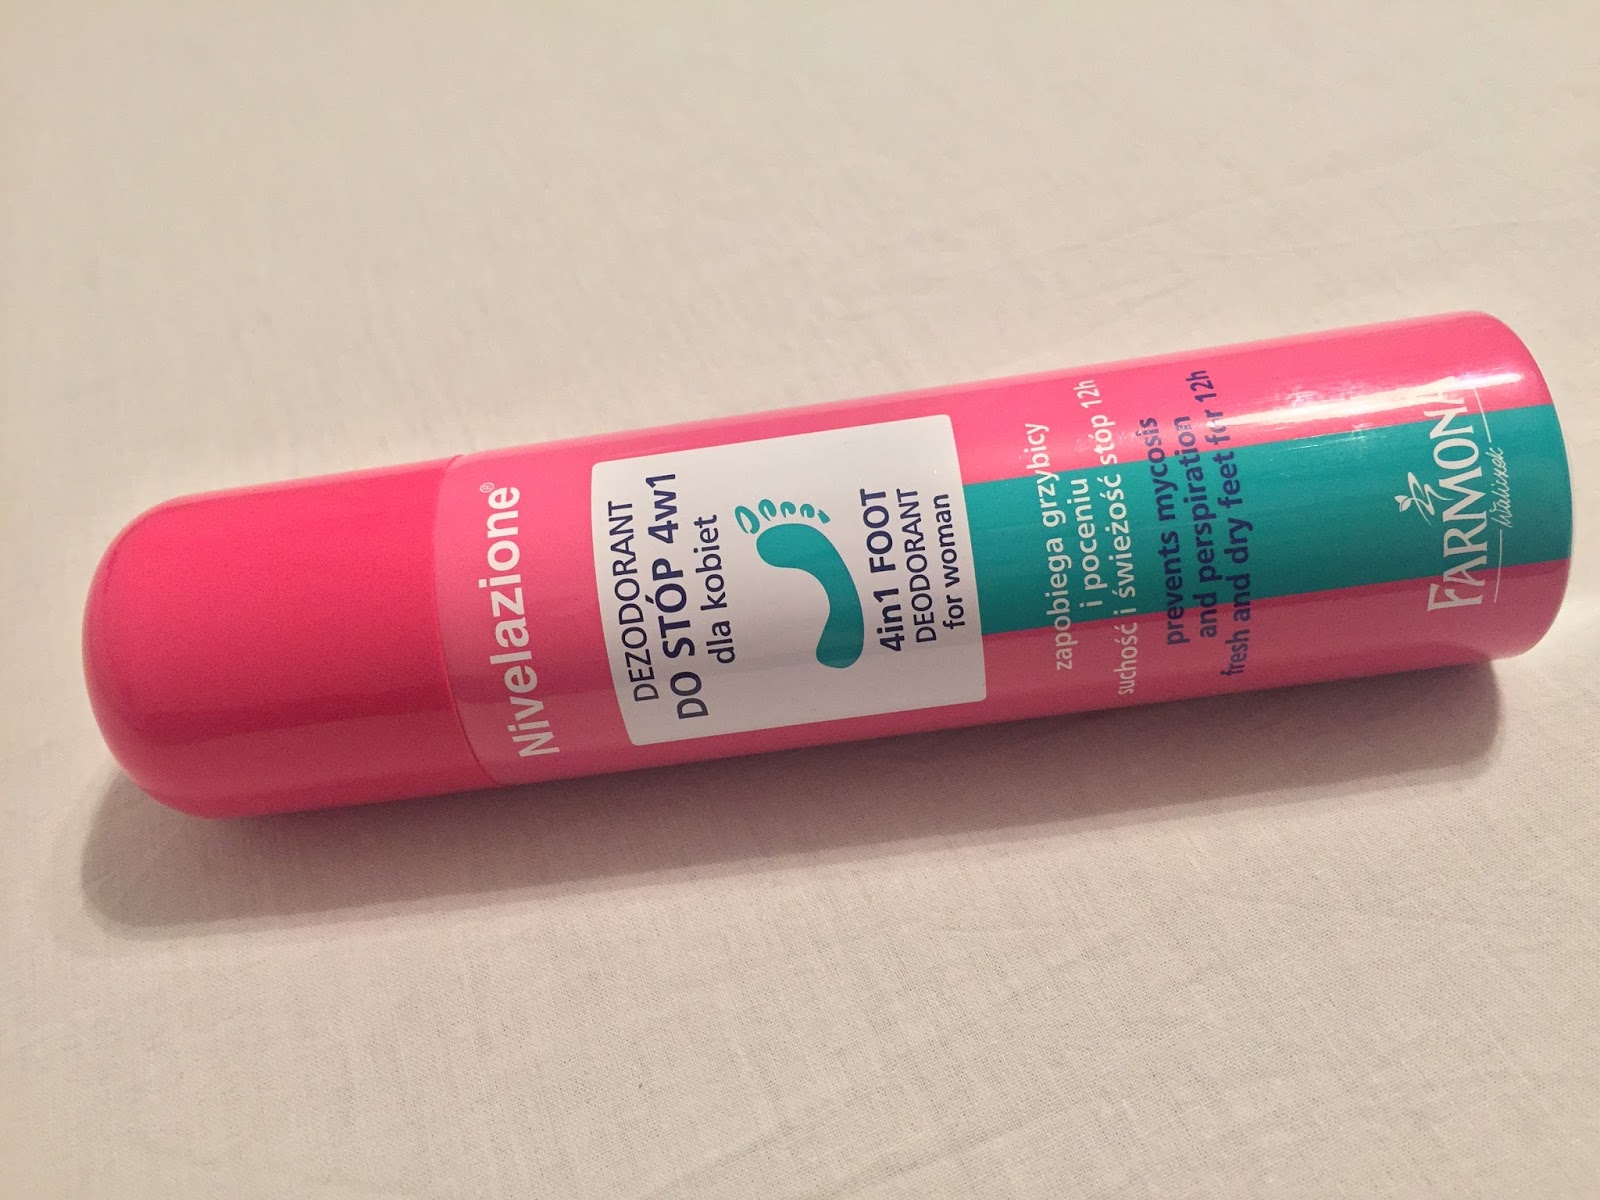 Nivelazione®
DEZODORANT
DO STÓP 4w1
dla kobiet
4in1 FOOT
DEODORANT
for woman
zapobiega grzybicy
i poceniu
suchość i świeżość stóp 12h
prevents mycosis
and perspiration
fresh and dry feet for 12h
FARMONA